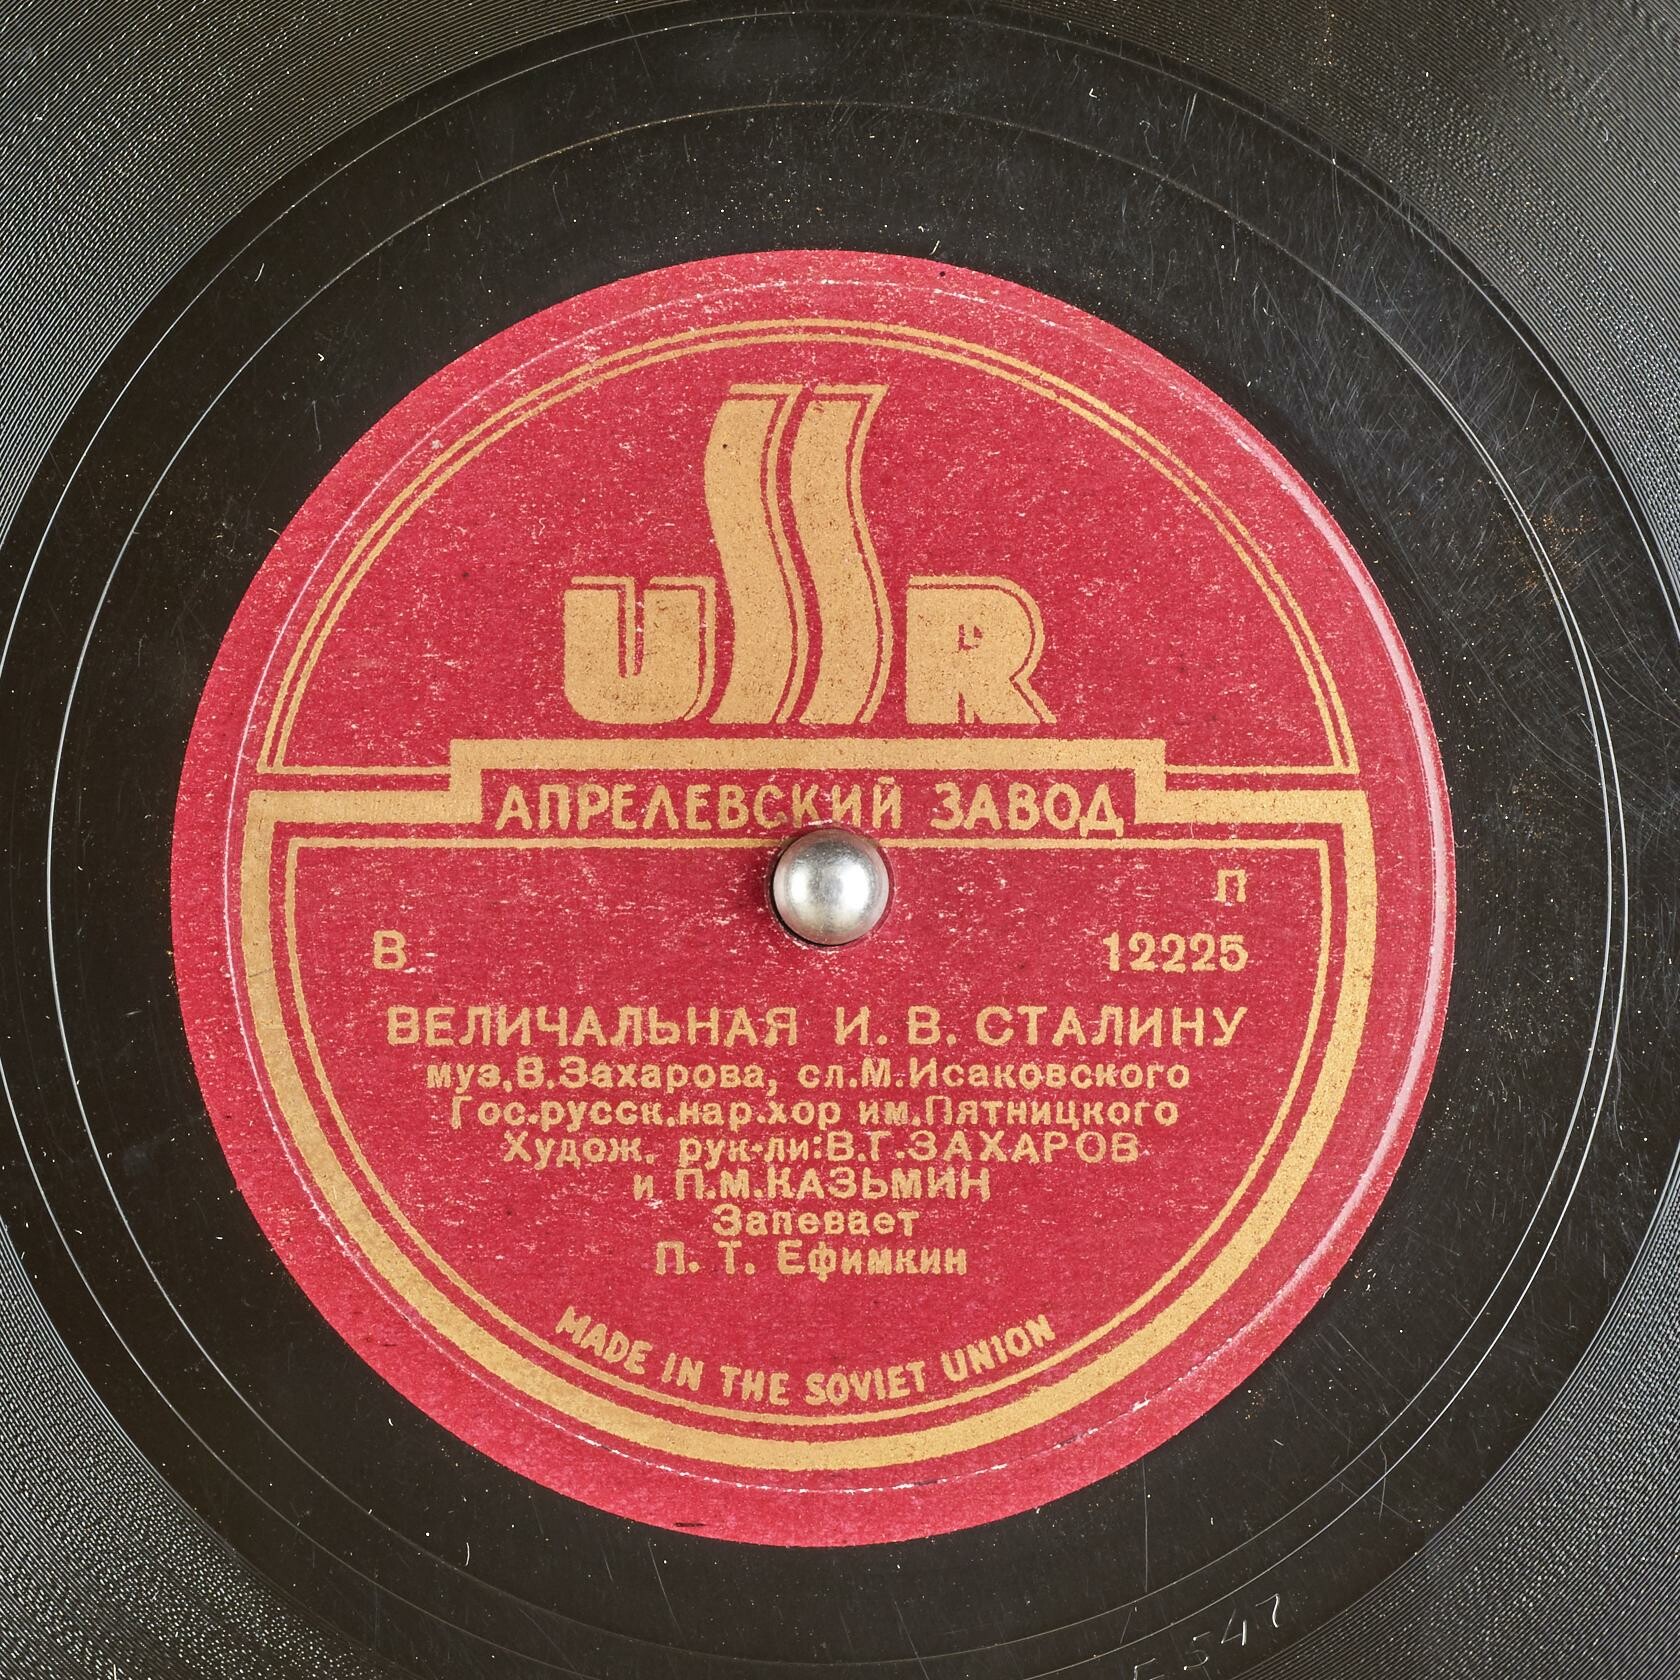 USSR
АПРЕЛЕВСКИЙ ЗАВОД
П
В 12225
ВЕЛИЧАЛЬНАЯ И. В. СТАЛИНУ
муз.В.Захарова, сл.М.Исаковского
Гос.русск.нар.хор им.Пятницкого
Худож. рук-ли:В.Г.ЗАХАРОВ
и П.М.КАЗЬМИН
Запевает
П. Т. Ефимкин
MADE IN THE SOVIET UNION